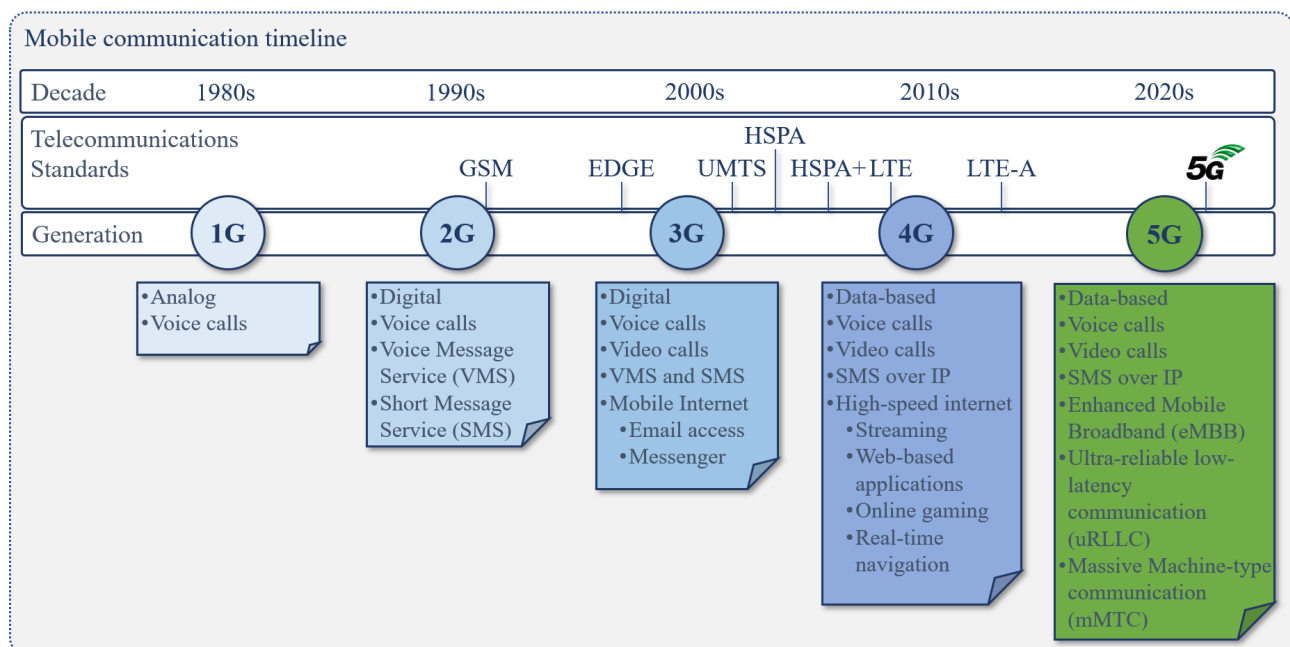 Mobile communication timeline
Decade 1980s 1990s 2000s 2010s 2020s
Telecommunications
Standards
GSM EDGE UMTS HSPA HSPA+ LTE LTE-A 5G
Generation 1G 2G 3G 4G 5G
•Analog
•Voice calls
•Digital
•Voice calls
•Voice Message
Service (VMS)
•Short Message
Service (SMS)
•Digital
•Voice calls
•Video calls
•VMS and SMS
•Mobile Internet
•Email access
•Messenger
•Data-based
•Voice calls
•Video calls
•SMS over IP
•High-speed internet
•Streaming
•Web-based
applications
•Online gaming
•Real-time
navigation
•Data-based
•Voice calls
•Video calls
•SMS over IP
•Enhanced Mobile
Broadband (eMBB)
•Ultra-reliable low-
latency
communication
(uRLLC)
•Massive Machine-type
communication
(mMTC)